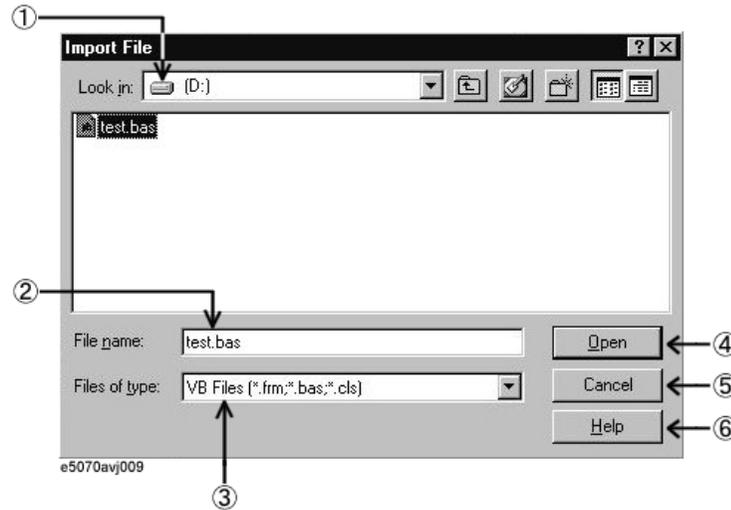 ①
Import File
Look in: (D:)
test.bas
②
File name: test.bas Open ④
Files of type: VB Files (*.frm;*.bas;*.cls) Cancel ⑤
Help ⑥
e5070avj009
③